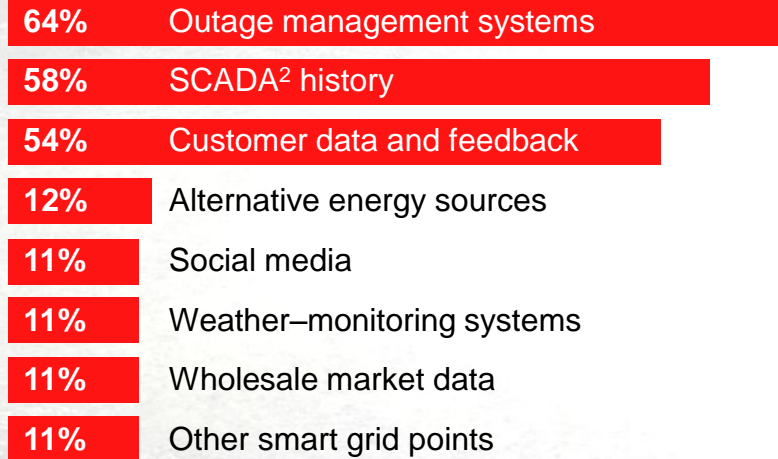 64% Outage management systems
58% SCADA² history
54% Customer data and feedback
12% Alternative energy sources
11% Social media
11% Weather–monitoring systems
11% Wholesale market data
11% Other smart grid points